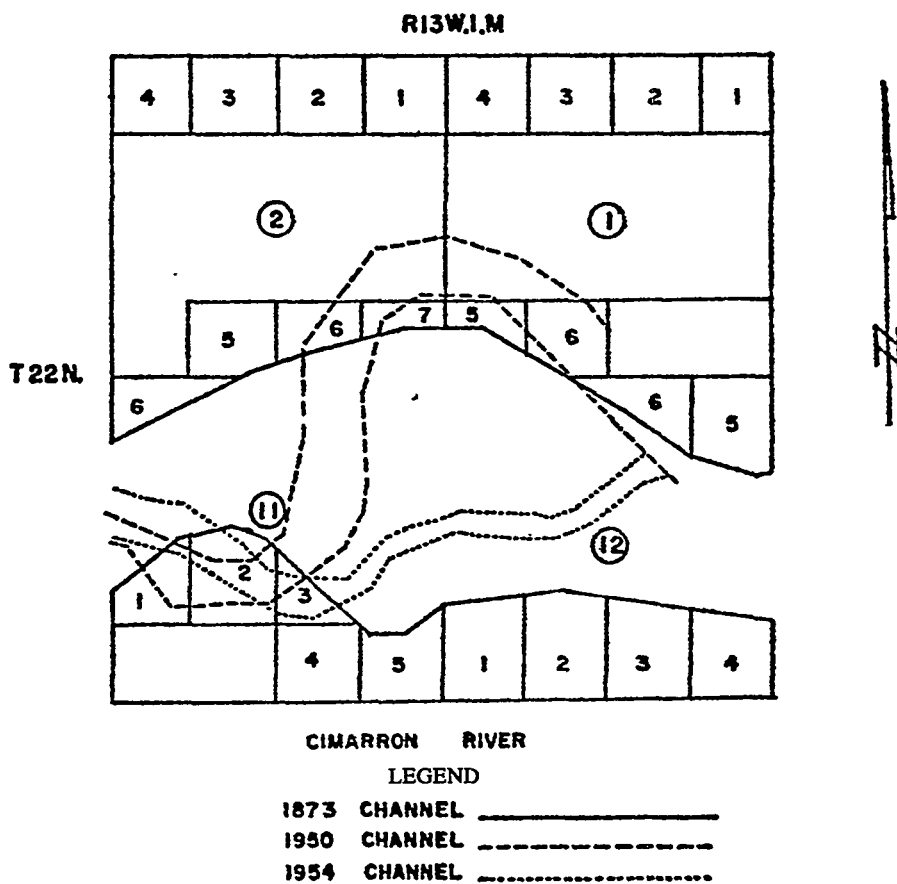 R13W.I.M
4 3 2 1 4 3 2 1
2 1
5 6 7 5 6
T22N.
6 6 5
11
12
1 2 3
4 5 1 2 3 4
CIMARRON RIVER
LEGEND
1873 CHANNEL
1950 CHANNEL
1954 CHANNEL